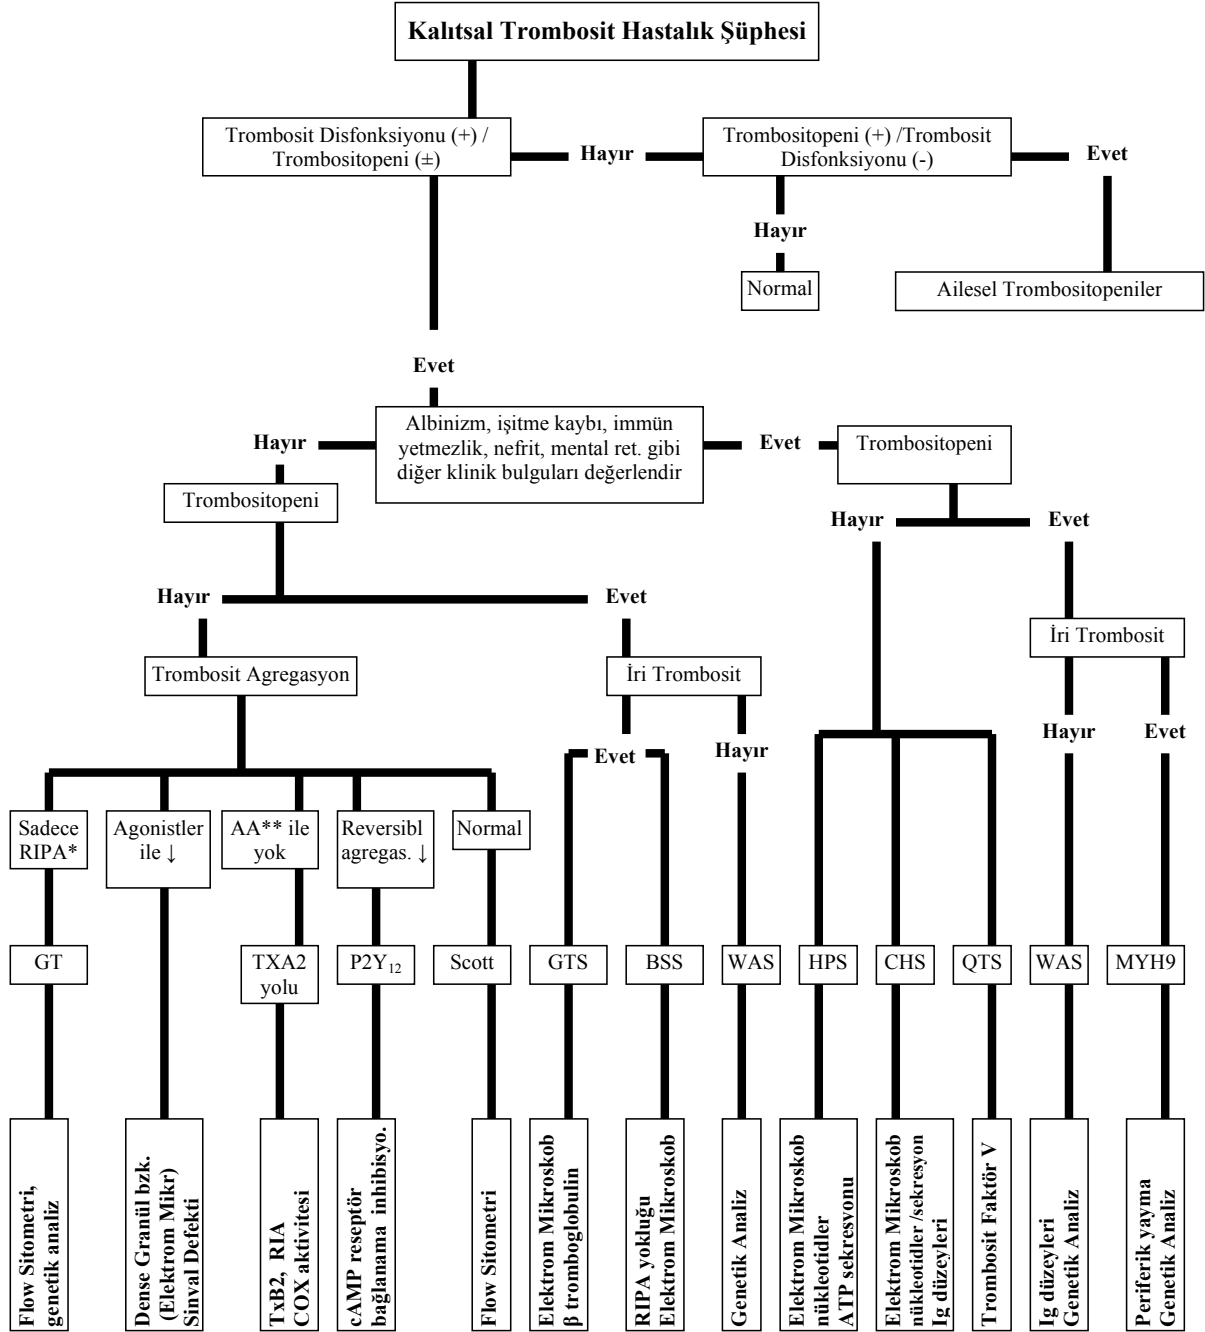 Kalıtsal Trombosit Hastalık Şüphesi
Trombosit Disfonksiyonu (+) /
Trombositopeni (±)
Hayır
Trombositopeni (+) /Trombosit
Disfonksiyonu (-)
Evet
Hayır
Normal
Ailesel Trombositopeniler
Evet
Albinizm, işitme kaybı, immün
yetmezlik, nefrit, mental ret. gibi
diğer klinik bulguları değerlendir
Hayır
Evet
Trombositopeni
Trombositopeni
Hayır
Evet
Hayır
Evet
İri Trombosit
Trombosit Agregasyon
İri Trombosit
Evet
Hayır
Hayır
Evet
Sadece
RIPA*
Agonistler
ile ↓
AA** ile
yok
Reversibl
agregas. ↓
Normal
GT
TXA2
yolu
P2Y₁₂
Scott
GTS
BSS
WAS
HPS
CHS
QTS
WAS
MYH9
Flow Sitometri,
genetik analiz
Dense Granül bzk.
(Elektrom Mikr)
Sinyal Defekti
TxB2, RIA
COX aktivitesi
cAMP reseptör
bağlanama inhibisyo.
Flow Sitometri
Elektrom Mikroskob
β tromboglobulin
RIPA yokluğu
Elektrom Mikroskob
Genetik Analiz
Elektrom Mikroskob
nükleotidler
ATP sekresyonu
Elektrom Mikroskob
nükleotidler /sekresyon
Ig düzeyleri
Trombosit Faktör V
Ig düzeyleri
Genetik Analiz
Periferik yayma
Genetik Analiz